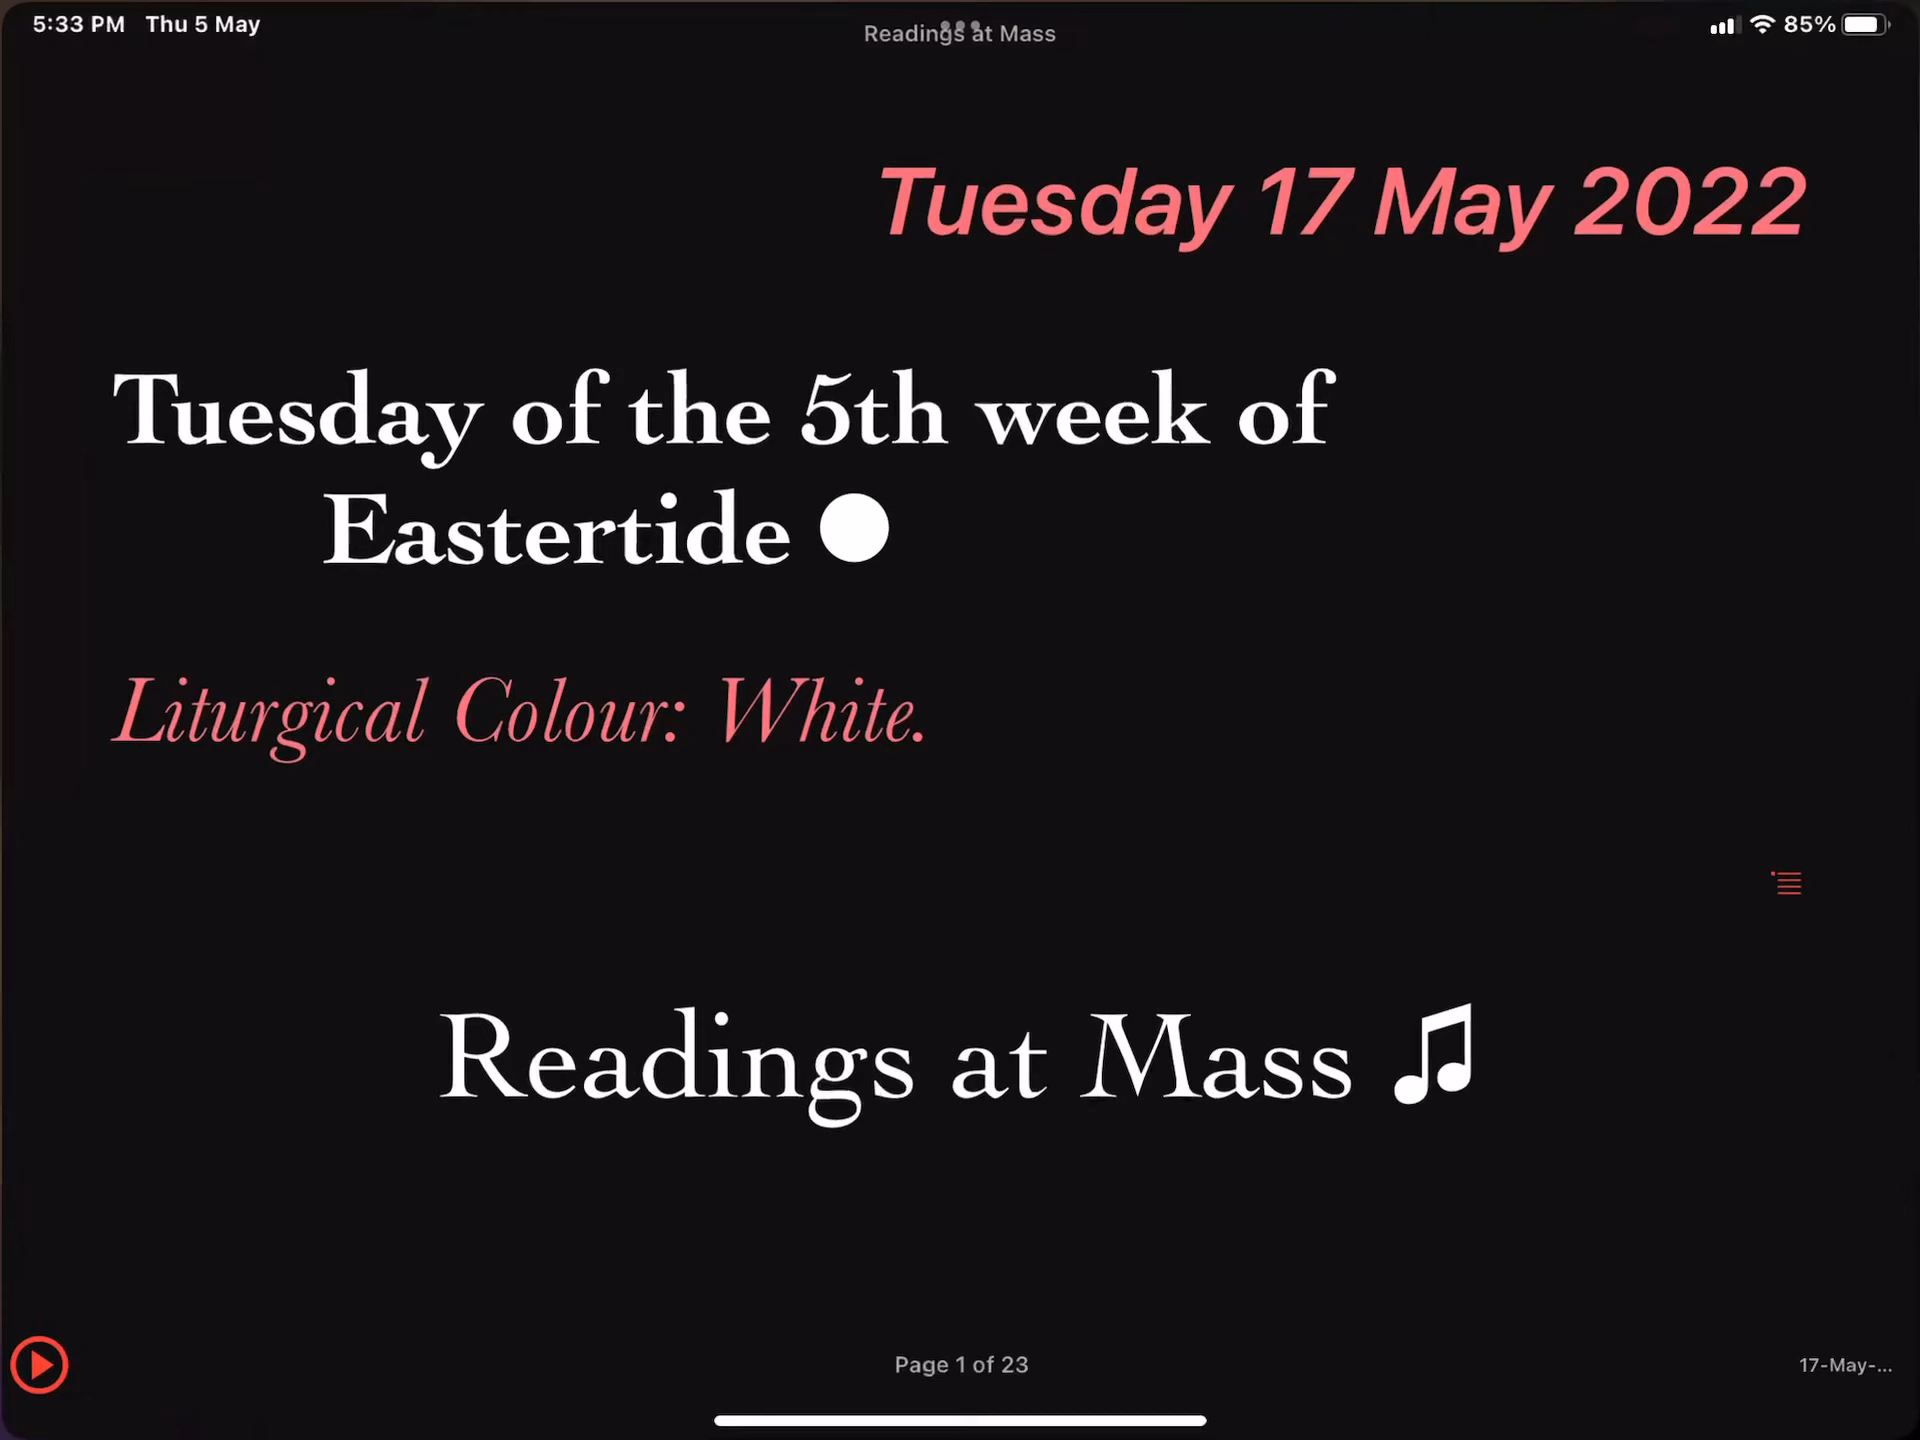 5:33 PM Thu 5 May
Readings at Mass
85%
Tuesday 17 May 2022
Tuesday of the 5th week of
Eastertide
Liturgical Colour: White.
Readings at Mass
Page 1 of 23
17-May-...